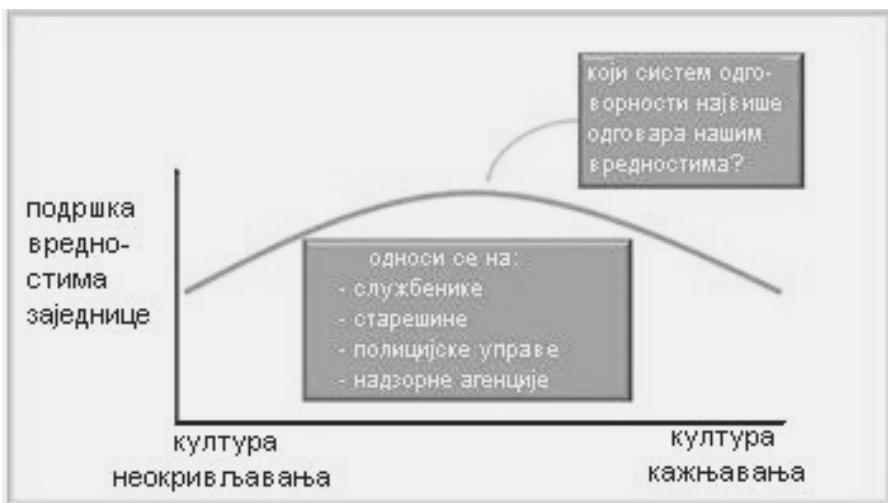 који систем одго-
ворности највише
одговара нашим
вредностима?
подршка
вредно-
стима
заједнице
односи се на:
- службенике
- старешине
- полицијске управе
- надзорне агенције
култура
неокривљавања
култура
кажњавања